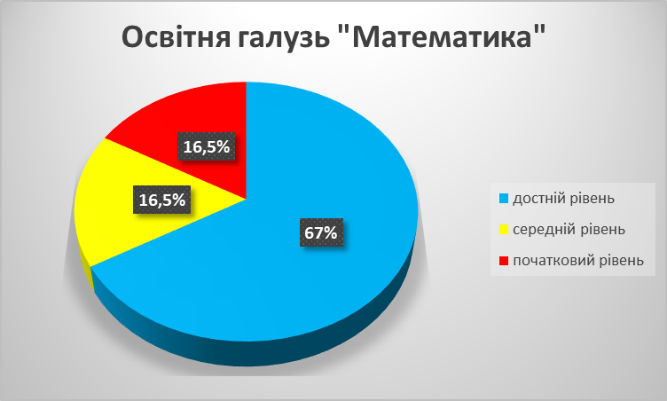 Освітня галузь "Математика"
16,5%
16,5%
67%
достній рівень
середній рівень
початковий рівень